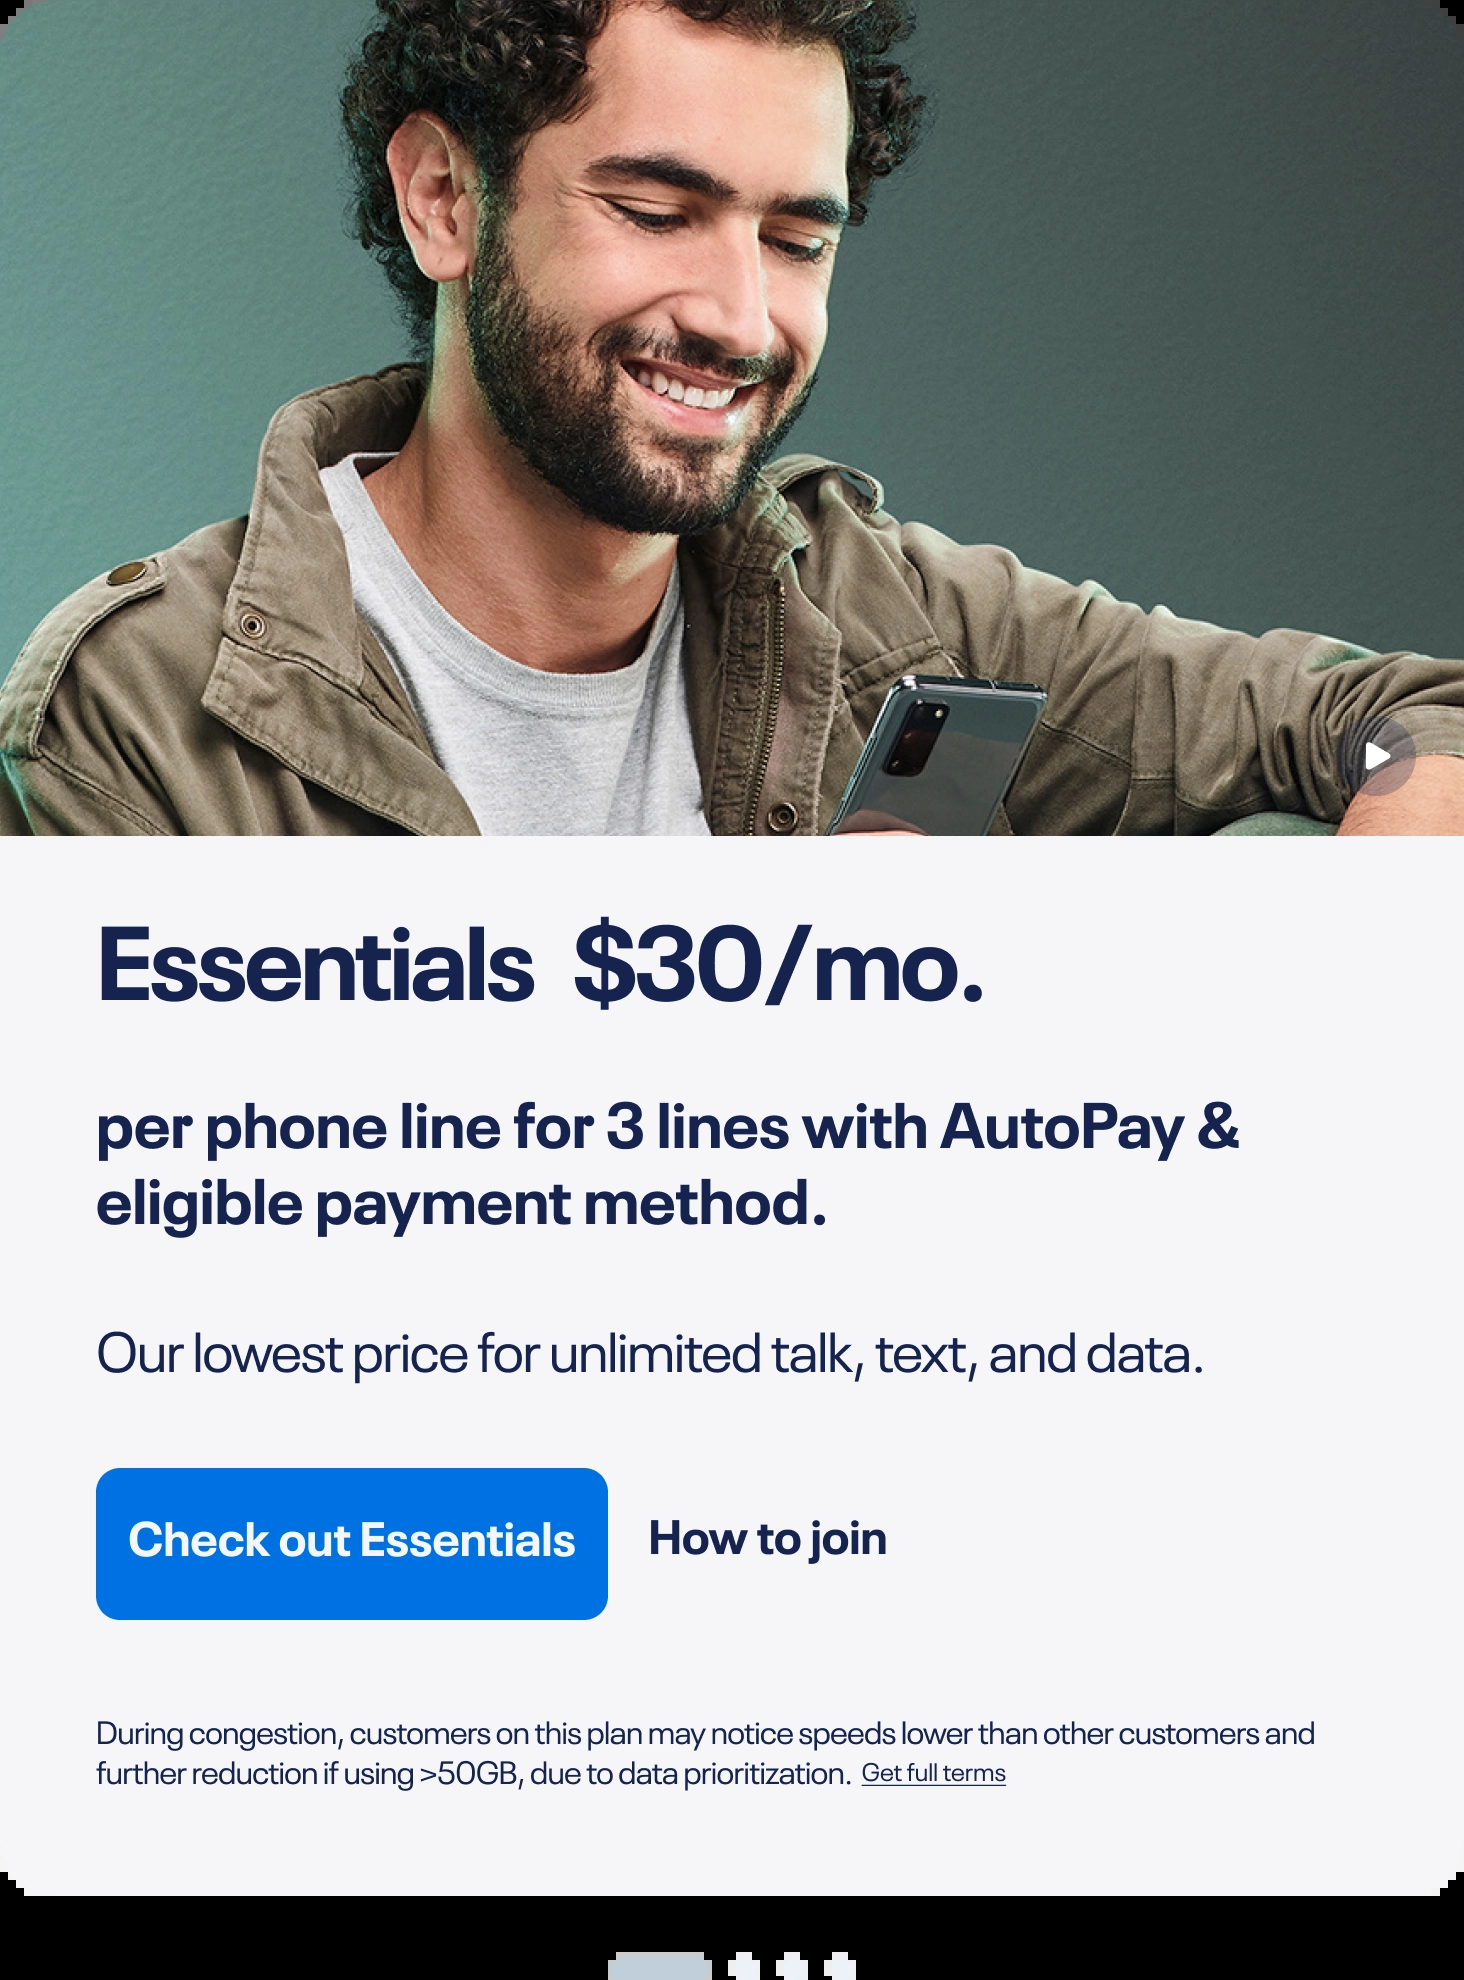 Essentials $30/mo.
per phone line for 3 lines with AutoPay &
eligible payment method.
Our lowest price for unlimited talk, text, and data.
Check out Essentials
How to join
During congestion, customers on this plan may notice speeds lower than other customers and
further reduction if using >50GB, due to data prioritization. Get full terms